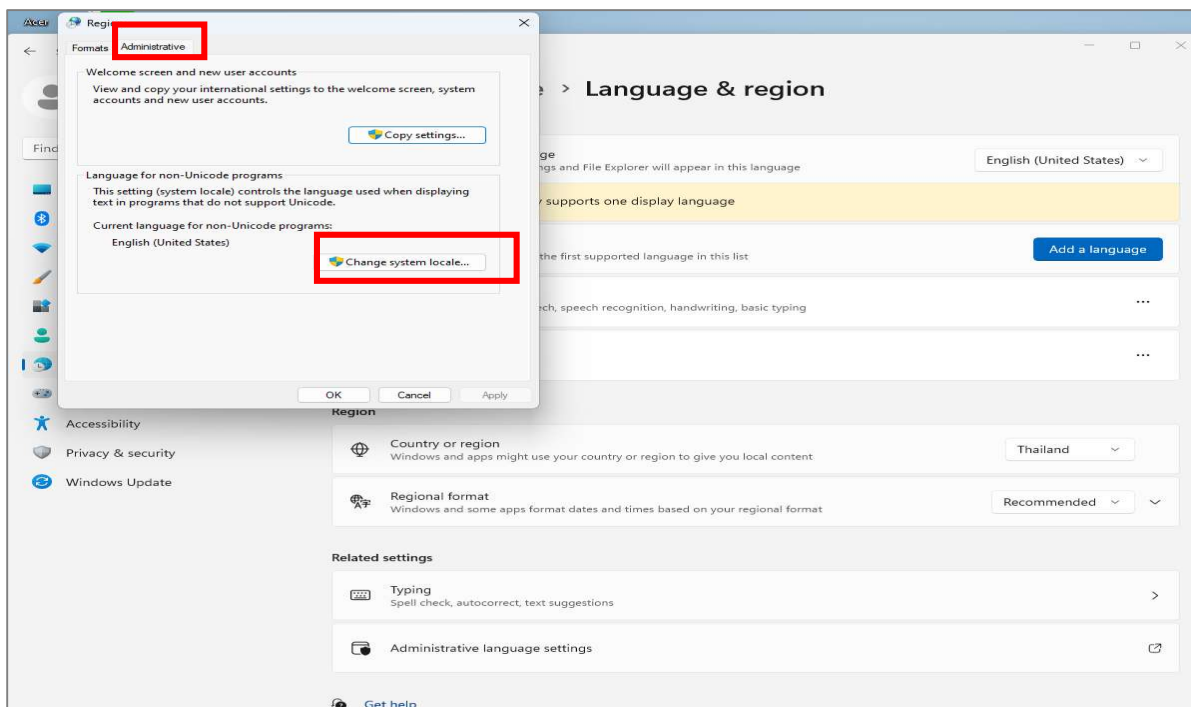 Acer
Regi
Formats
Administrative
Welcome screen and new user accounts
View and copy your international settings to the welcome screen, system
accounts and new user accounts.
Copy settings...
Language for non-Unicode programs
This setting (system locale) controls the language used when displaying
text in programs that do not support Unicode.
Current language for non-Unicode programs:
English (United States)
Change system locale...
OK
Cancel
Apply
Find
Accessibility
Privacy & security
Windows Update
> Language & region
ge
ngs and File Explorer will appear in this language
English (United States)
supports one display language
the first supported language in this list
Add a language
ch, speech recognition, handwriting, basic typing
Region
Country or region
Windows and apps might use your country or region to give you local content
Thailand
Regional format
Windows and some apps format dates and times based on your regional format
Recommended
Related settings
Typing
Spell check, autocorrect, text suggestions
Administrative language settings
Get help